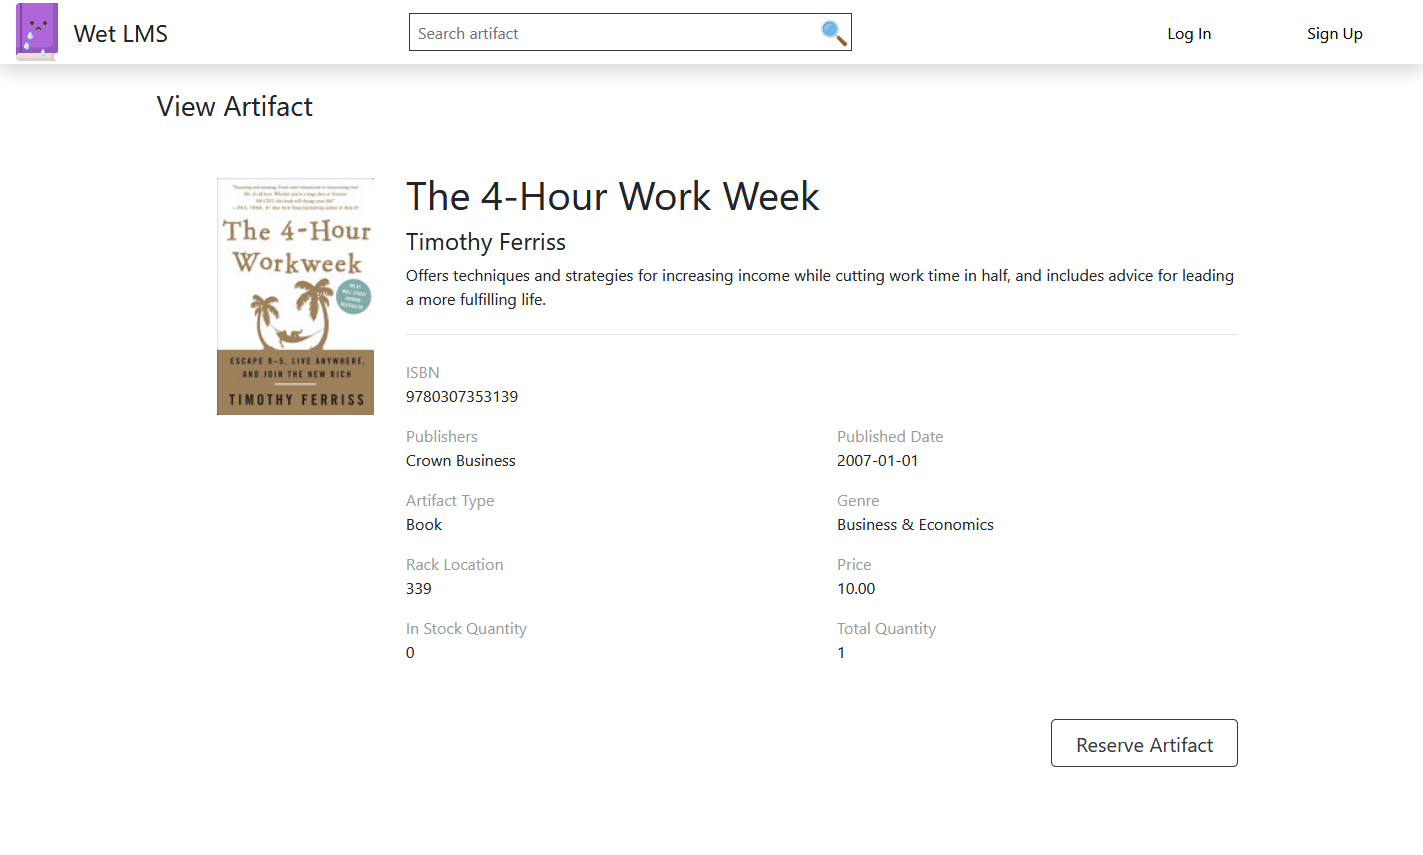 Wet LMS
Search artifact
Log In
Sign Up
View Artifact
The 4-Hour
Workweek
ESCAPE 9-5, LIVE ANYWHERE,
AND JOIN THE NEW RICH
TIMOTHY FERRISS
The 4-Hour Work Week
Timothy Ferriss
Offers techniques and strategies for increasing income while cutting work time in half, and includes advice for leading
a more fulfilling life.
ISBN
9780307353139
Publishers
Crown Business
Published Date
2007-01-01
Artifact Type
Book
Genre
Business & Economics
Rack Location
339
Price
10.00
In Stock Quantity
0
Total Quantity
1
Reserve Artifact